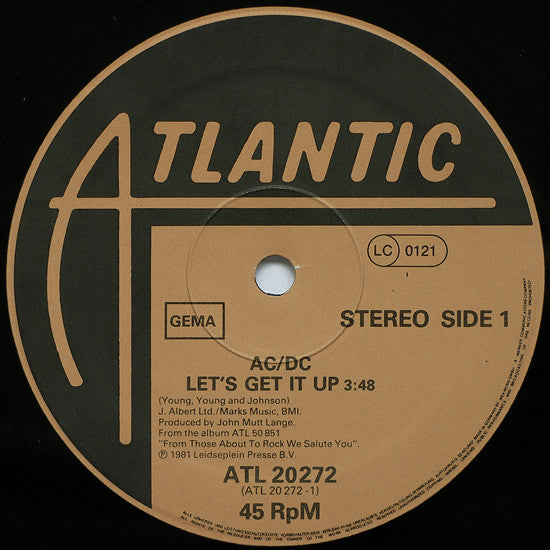 ATLANTIC
LC 0121
GEMA
STEREO SIDE 1
AC/DC
LET'S GET IT UP 3:48
(Young, Young and Johnson)
J. Albert Ltd./Marks Music, BMI.
Produced by John Mutt Lange.
From the album ATL 50 851
"From Those About To Rock We Salute You".
℗ 1981 Leidseplein Presse B.V.
ATL 20272
(ATL 20 272 -1)
45 RpM